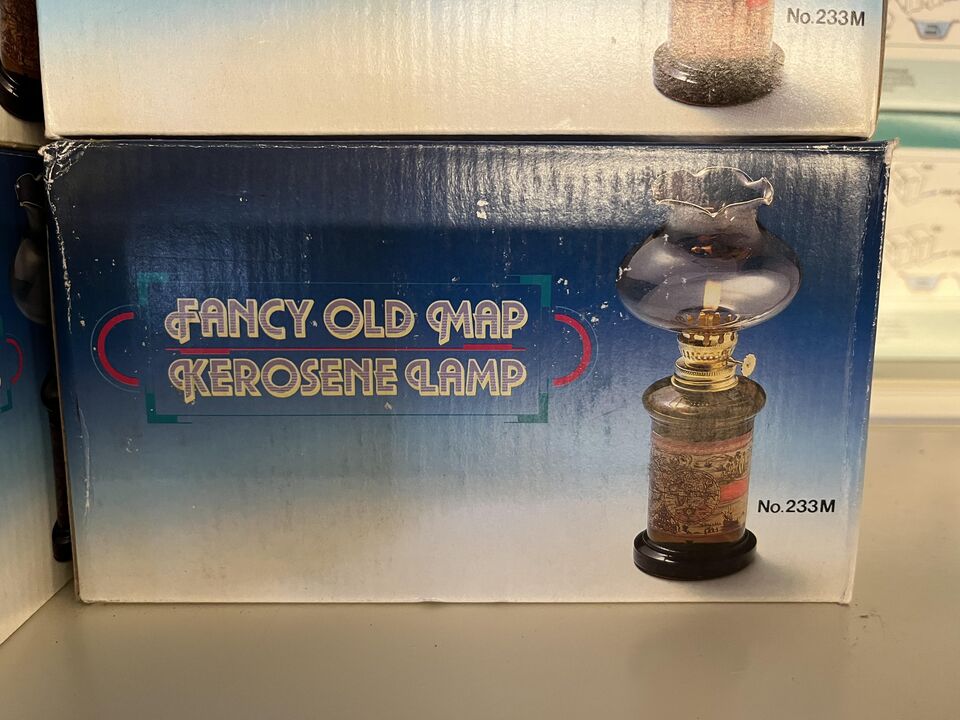 No.233M
FANCY OLD MAP
KEROSENE LAMP
No.233M